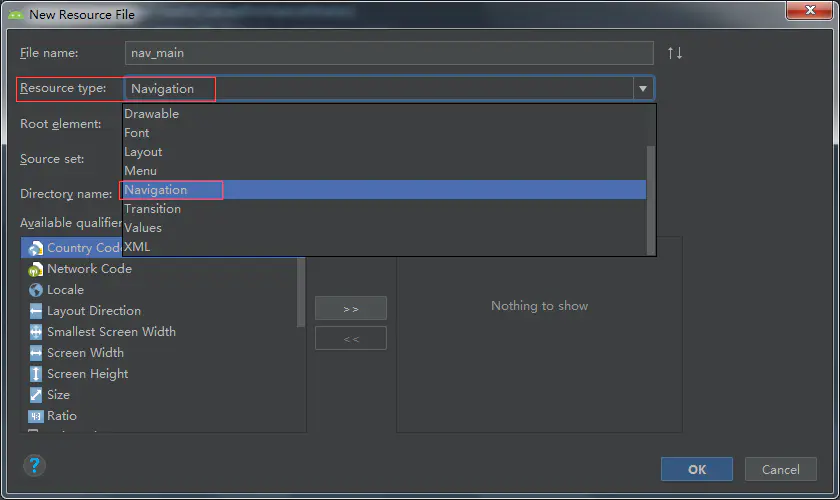 New Resource File
File name: nav_main
Resource type: Navigation
Root element:
Source set:
Directory name:
Drawable
Font
Layout
Menu
Navigation
Transition
Values
XML
Available qualifier
Country Cod
Network Code
Locale
Layout Direction
Smallest Screen Width
Screen Width
Screen Height
Size
Ratio
>>
<<
Nothing to show
?
OK
Cancel